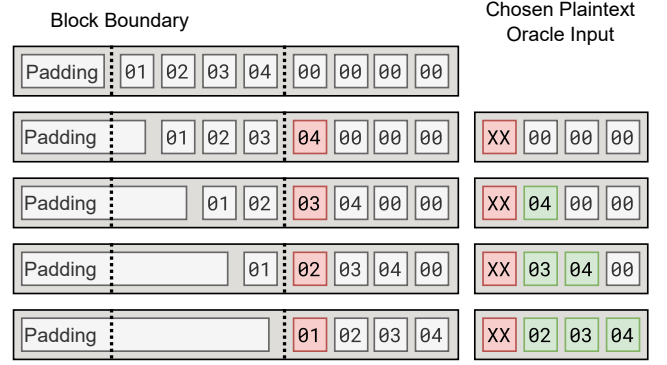 Block Boundary
Chosen Plaintext
Oracle Input
Padding 01 02 03 04 00 00 00 00
Padding 01 02 03 04 00 00 00 XX 00 00 00
Padding 01 02 03 04 00 00 XX 04 00 00
Padding 01 02 03 04 00 XX 03 04 00
Padding 01 02 03 04 XX 02 03 04